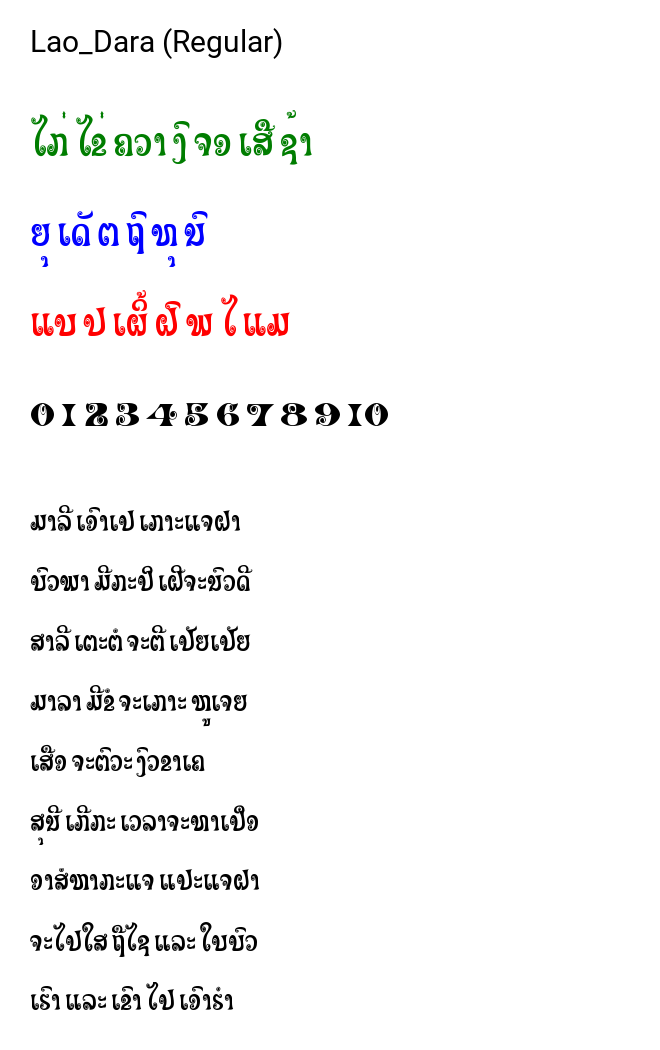 Lao_Dara (Regular)
ໄກ່ ໄຂ່ ຄວາ ງົ ຈອ ເສື ຊ້າ
ຍຸ ເດັ ຕ ຖົ ທຸ ນົ
ແບ ປ ເຜິ້ ຝົ ພ ໄ ແມ
0 1 2 3 4 5 6 7 8 9 10
ມາລີ ເອົາເປ ເກາະແຈຝາ
ບົວພາ ມີກະປິ ເຝີຈະນົວດີ
ສາລີ ເຕະຕໍ ຈະຕີ ເປັຍເປັຍ
ມາລາ ມີຂໍ ຈະເກາະ ຫູເຈຍ
ເສືອ ຈະຕົວະ ງົວຂາເຄ
ສຸນີ ເກີກະ ເວລາຈະທາເປືອ
ອາສໍຫາກະແຈ ແປະແຈຝາ
ຈະໄປໃສ ຖືໄຊ ແລະ ໃບບົວ
ເຮົາ ແລະ ເຂົາ ໄປ ເອົາຮໍາ